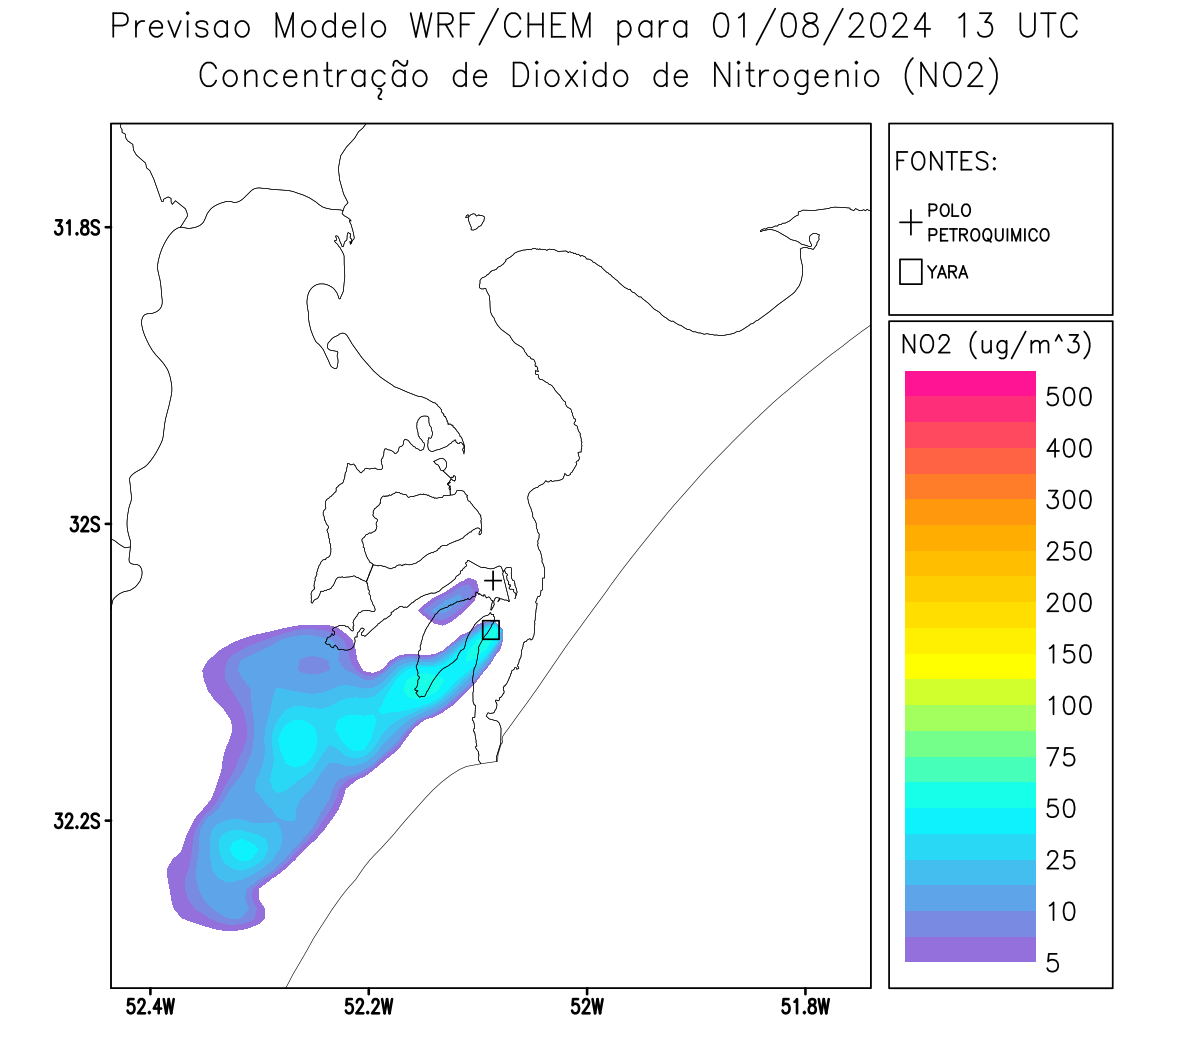 Previsao Modelo WRF/CHEM para 01/08/2024 13 UTC
Concentração de Dioxido de Nitrogenio (NO2)
FONTES:
POLO
PETROQUIMICO
YARA
NO2 (ug/m^3)
500
400
300
250
200
150
100
75
50
25
10
5
31.8S
32S
32.2S
52.4W
52.2W
52W
51.8W